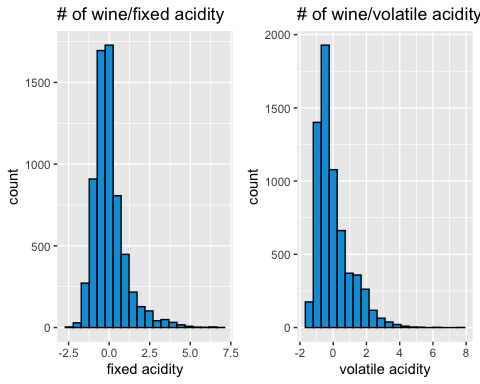 # of wine/fixed acidity
count
1500
1000
500
0
-2.5 0.0 2.5 5.0 7.5
fixed acidity
# of wine/volatile acidity
count
2000
1500
1000
500
0
-2 0 2 4 6 8
volatile acidity